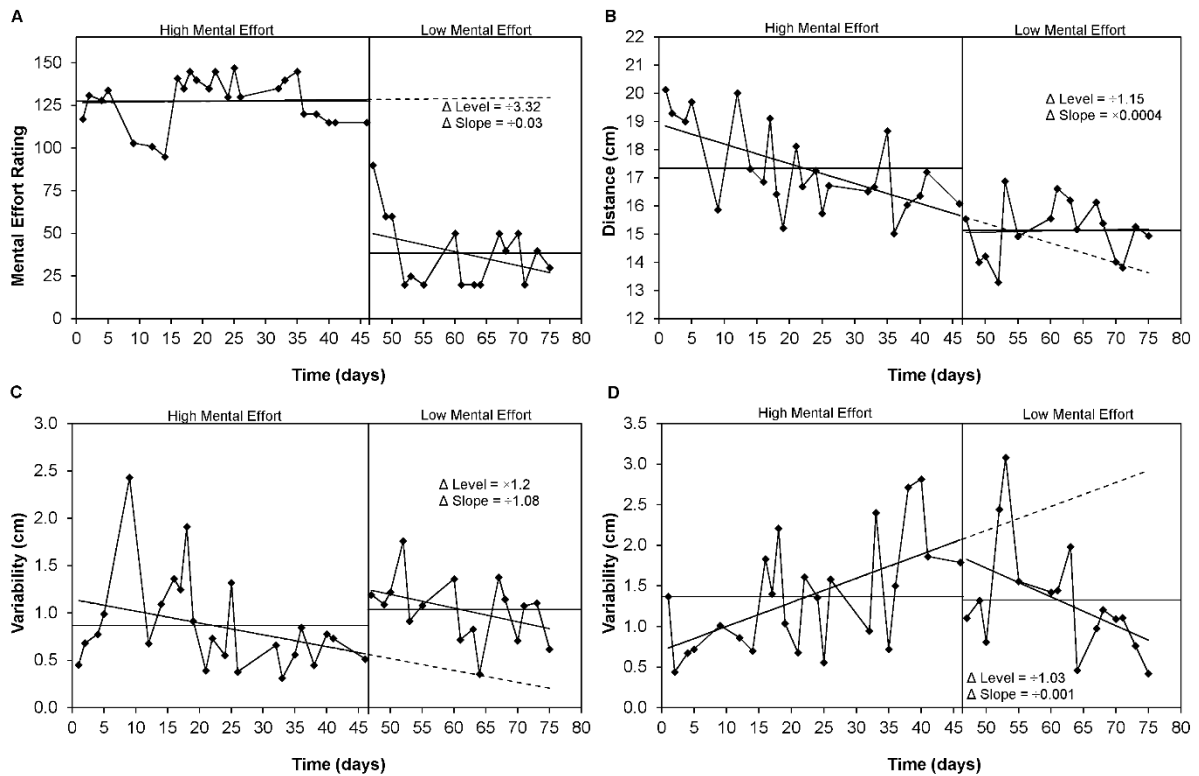 A
High Mental Effort
Low Mental Effort
Mental Effort Rating
150
125
100
75
50
25
0
Δ Level = ÷3.32
Δ Slope = ÷0.03
0 5 10 15 20 25 30 35 40 45 50 55 60 65 70 75 80
Time (days)
B
High Mental Effort
Low Mental Effort
Distance (cm)
22
21
20
19
18
17
16
15
14
13
12
Δ Level = ÷1.15
Δ Slope = ×0.0004
0 5 10 15 20 25 30 35 40 45 50 55 60 65 70 75 80
Time (days)
C
High Mental Effort
Low Mental Effort
Variability (cm)
3.0
2.5
2.0
1.5
1.0
0.5
0.0
Δ Level = ×1.2
Δ Slope = ÷1.08
0 5 10 15 20 25 30 35 40 45 50 55 60 65 70 75 80
Time (days)
D
High Mental Effort
Low Mental Effort
Variability (cm)
3.5
3.0
2.5
2.0
1.5
1.0
0.5
0.0
Δ Level = ÷1.03
Δ Slope = ÷0.001
0 5 10 15 20 25 30 35 40 45 50 55 60 65 70 75 80
Time (days)